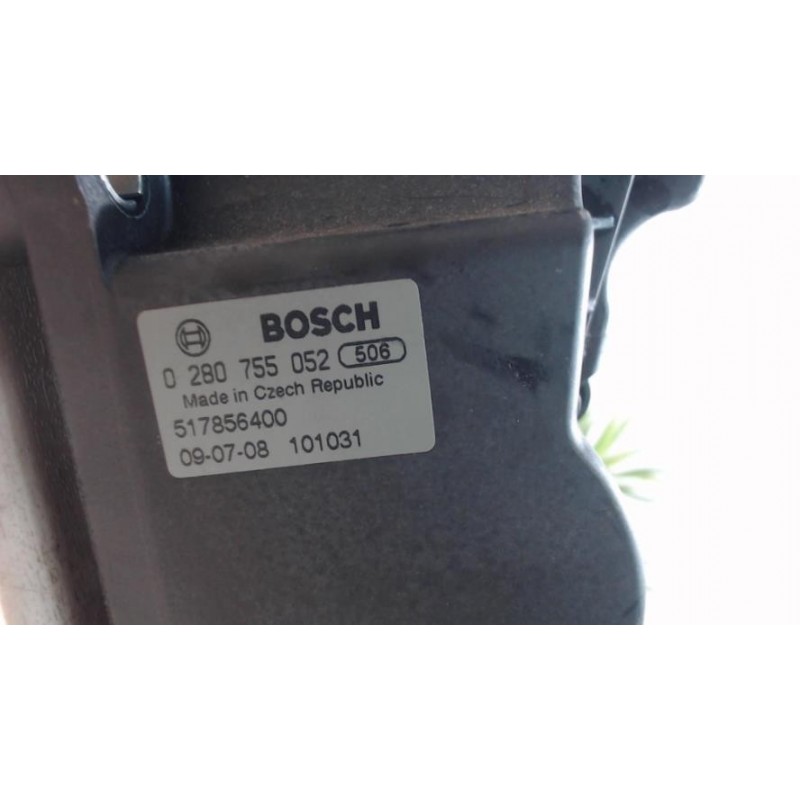 BOSCH
0 280 755 052 506
Made in Czech Republic
517856400
09-07-08 101031